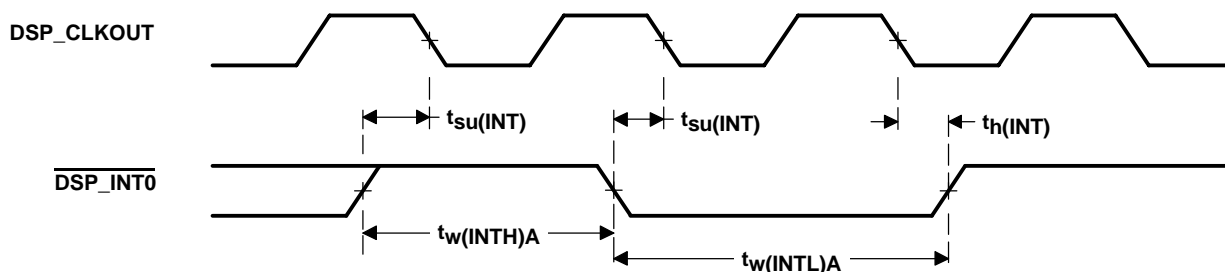 DSP_CLKOUT
tsu(INT)
tsu(INT)
th(INT)
DSP_INT0
tw(INTH)A
tw(INTL)A